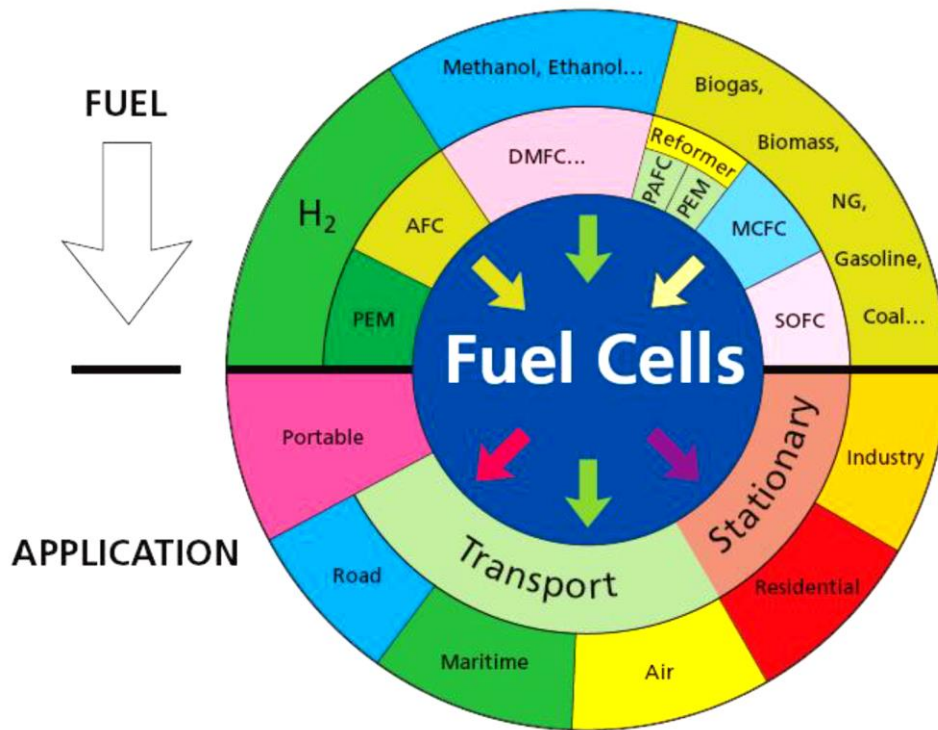 FUEL
H₂
Methanol, Ethanol...
Biogas,
Biomass,
NG,
Gasoline,
Coal...
PEM
AFC
DMFC...
Reformer
PAFC
PEM
MCFC
SOFC
Fuel Cells
APPLICATION
Portable
Transport
Stationary
Road
Maritime
Air
Residential
Industry